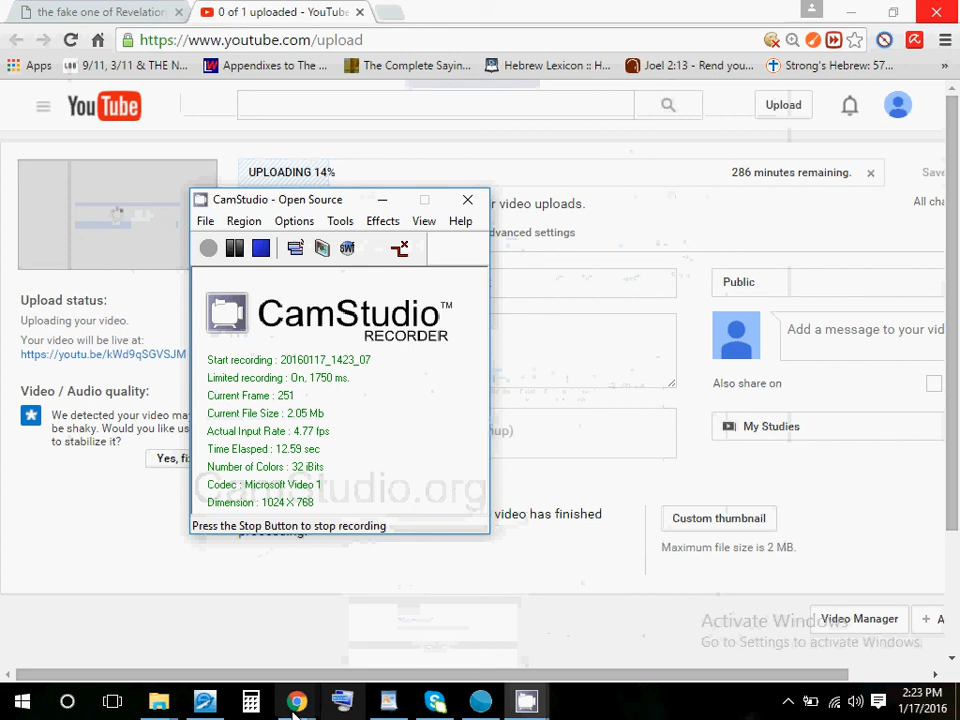 the fake one of Revelation
0 of 1 uploaded - YouTube
https://www.youtube.com/upload
Apps
9/11, 3/11 & THE N...
Appendixes to The ...
The Complete Sayin...
Hebrew Lexicon :: H...
Joel 2:13 - Rend you...
Strong's Hebrew: 57...
»
YouTube
Upload
UPLOADING 14%
286 minutes remaining.
Save
r video uploads.
All cha
dvanced settings
CamStudio - Open Source
File Region Options Tools Effects View Help
CamStudio™
RECORDER
Start recording : 20160117_1423_07
Limited recording : On, 1750 ms.
Current Frame : 251
Current File Size : 2.05 Mb
Actual Input Rate : 4.77 fps
Time Elasped : 12.59 sec
Number of Colors : 32 iBits
Codec : Microsoft Video 1
Dimension : 1024 X 768
CamStudio.org
Press the Stop Button to stop recording
Upload status:
Uploading your video.
Your video will be live at:
https://youtu.be/kWd9qSGVSJM
Video / Audio quality:
We detected your video may
be shaky. Would you like us
to stabilize it?
Yes, fi
Public
Add a message to your vid
Also share on
My Studies
video has finished
processing.
Custom thumbnail
Maximum file size is 2 MB.
Video Manager
+ A
Activate Windows
Go to Settings to activate Windows.
2:23 PM
1/17/2016